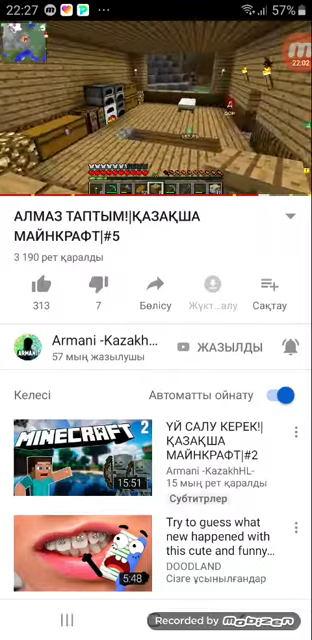 22:27
57%
22:02
АЛМАЗ ТАПТЫМ!|ҚАЗАҚША
МАЙНКРАФТ|#5
3 190 рет қаралды
313
7
Бөлісу
Жүкт...алу
Сақтау
ARMANI
Armani -Kazakh...
57 мың жазылушы
ЖАЗЫЛДЫ
Келесі
Автоматты ойнату
MINECRAFT 2
15:51
ҮЙ САЛУ КЕРЕК!|
ҚАЗАҚША
МАЙНКРАФТ|#2
Armani -KazakhHL-
15 мың рет қаралды
Субтитрлер
5:48
Try to guess what
new happened with
this cute and funny...
DOODLAND
Сізге ұсынылғандар
Recorded by mobizen